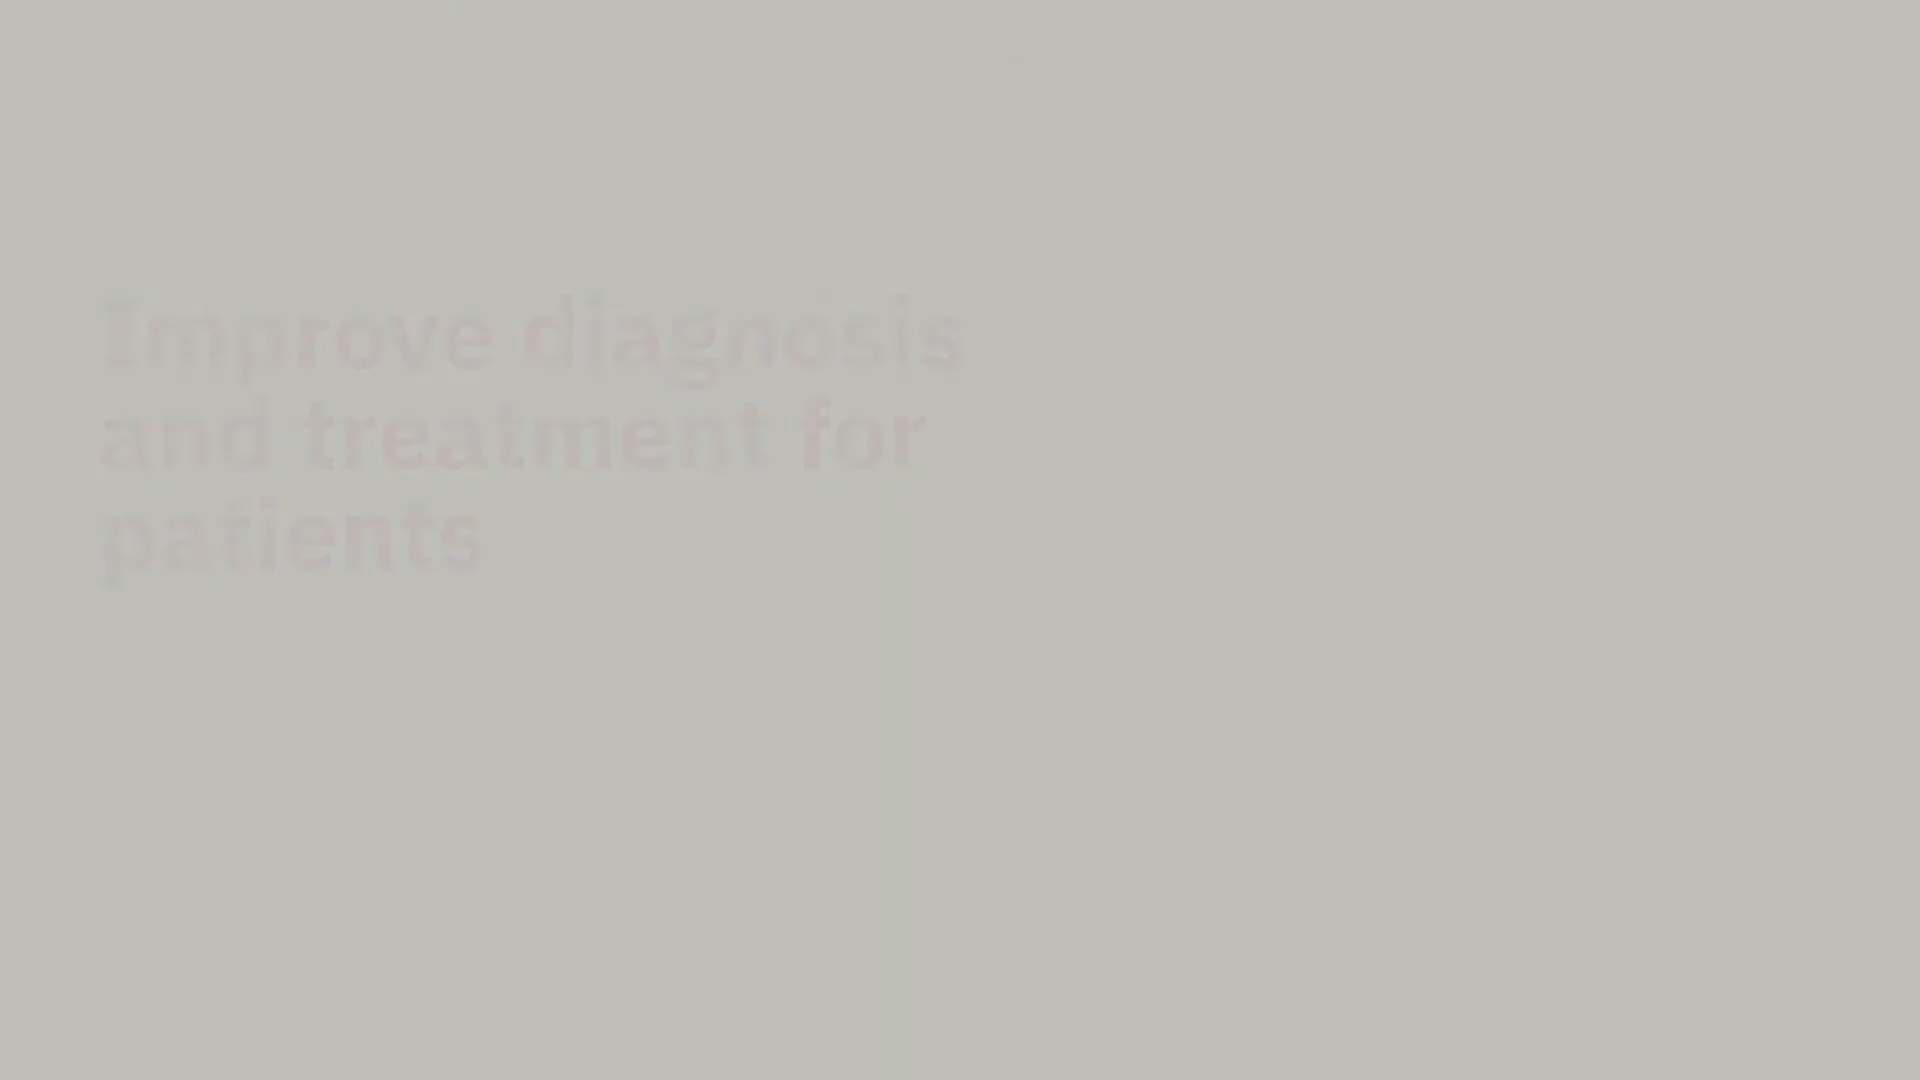 Improve diagnosis
and treatment for
patients